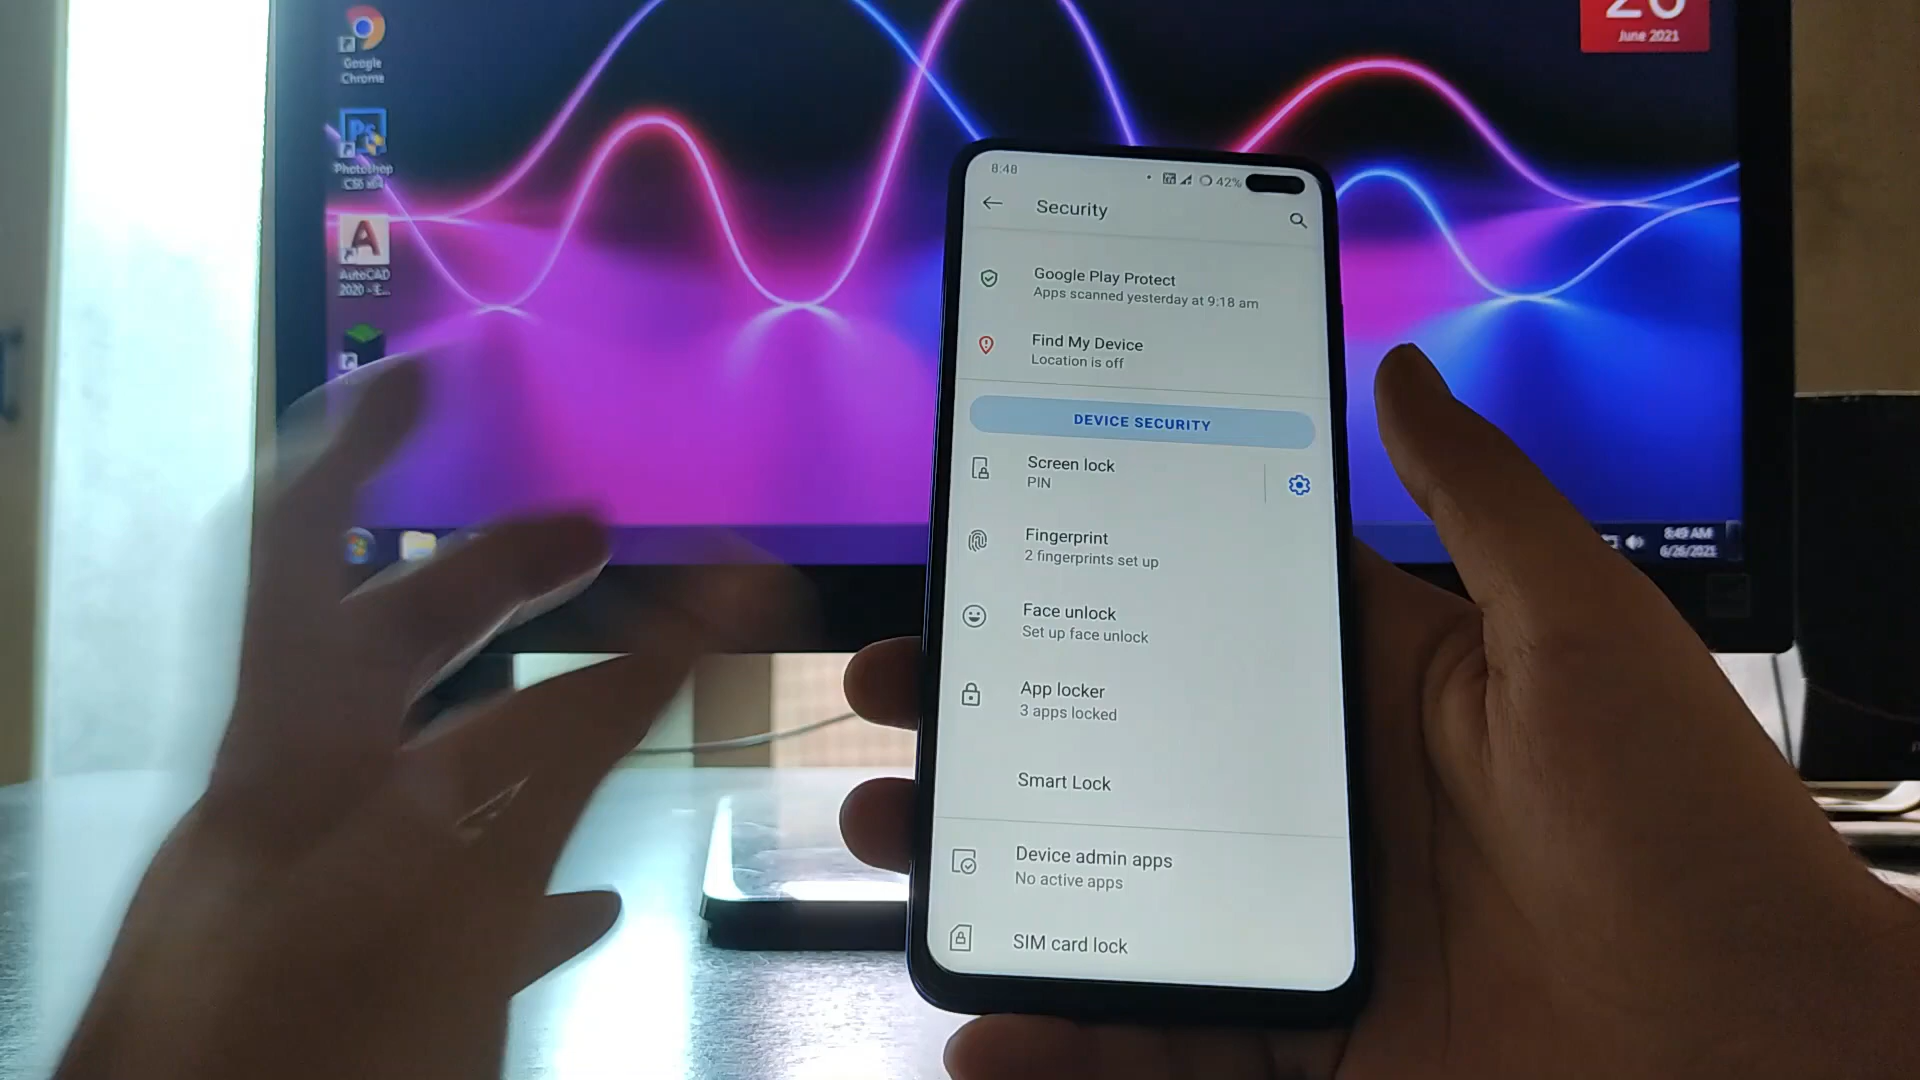 Google
Chrome
Ps
Photoshop
CS6 x64
A
AutoCAD
2020 - E...
20
June 2021
8:49 AM
6/26/2021
8:48
42%
Security
Google Play Protect
Apps scanned yesterday at 9:18 am
Find My Device
Location is off
DEVICE SECURITY
Screen lock
PIN
Fingerprint
2 fingerprints set up
Face unlock
Set up face unlock
App locker
3 apps locked
Smart Lock
Device admin apps
No active apps
SIM card lock